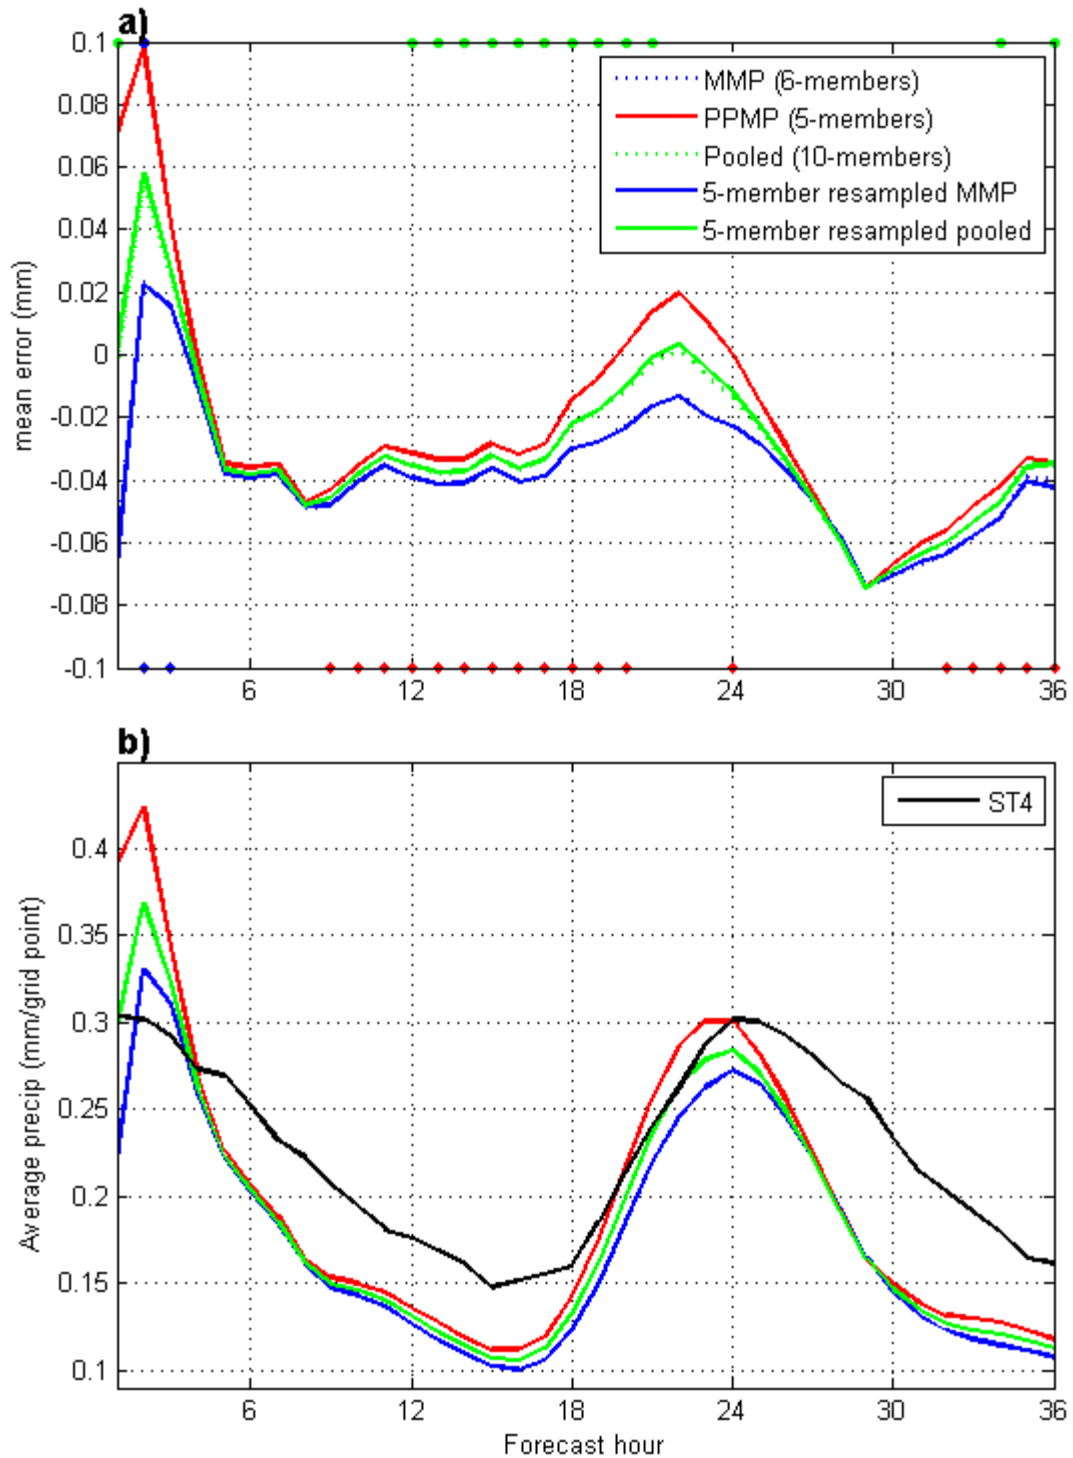 a)
0.1
0.08
0.06
0.04
0.02
0
-0.02
-0.04
-0.06
-0.08
-0.1
mean error (mm)
MMP (6-members)
PPMP (5-members)
Pooled (10-members)
5-member resampled MMP
5-member resampled pooled
6 12 18 24 30 36
b)
0.4
0.35
0.3
0.25
0.2
0.15
0.1
Average precip (mm/grid point)
ST4
6 12 18 24 30 36
Forecast hour